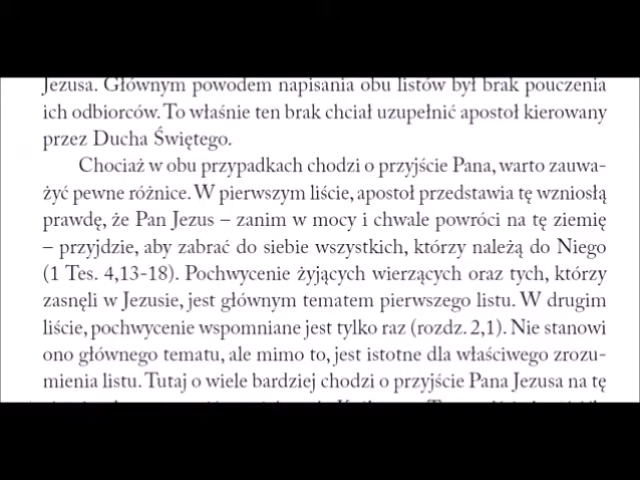 Jezusa. Głównym powodem napisania obu listów był brak pouczenia
ich odbiorców. To właśnie ten brak chciał uzupełnić apostoł kierowany
przez Ducha Świętego.
Chociaż w obu przypadkach chodzi o przyjście Pana, warto zauwa-
żyć pewne różnice. W pierwszym liście, apostoł przedstawia tę wzniosłą
prawdę, że Pan Jezus – zanim w mocy i chwale powróci na tę ziemię
– przyjdzie, aby zabrać do siebie wszystkich, którzy należą do Niego
(1 Tes. 4,13-18). Pochwycenie żyjących wierzących oraz tych, którzy
zasnęli w Jezusie, jest głównym tematem pierwszego listu. W drugim
liście, pochwycenie wspomniane jest tylko raz (rozdz. 2,1). Nie stanowi
ono głównego tematu, ale mimo to, jest istotne dla właściwego zrozu-
mienia listu. Tutaj o wiele bardziej chodzi o przyjście Pana Jezusa na tę